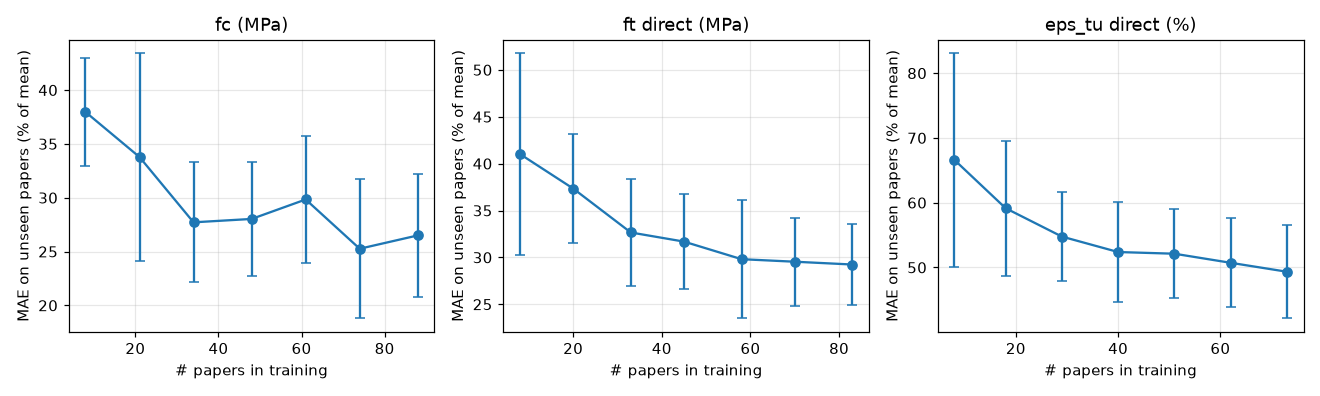 fc (MPa)
MAE on unseen papers (% of mean)
40
35
30
25
20
20
40
60
80
# papers in training
ft direct (MPa)
MAE on unseen papers (% of mean)
50
45
40
35
30
25
20
40
60
80
# papers in training
eps_tu direct (%)
MAE on unseen papers (% of mean)
80
70
60
50
20
40
60
# papers in training